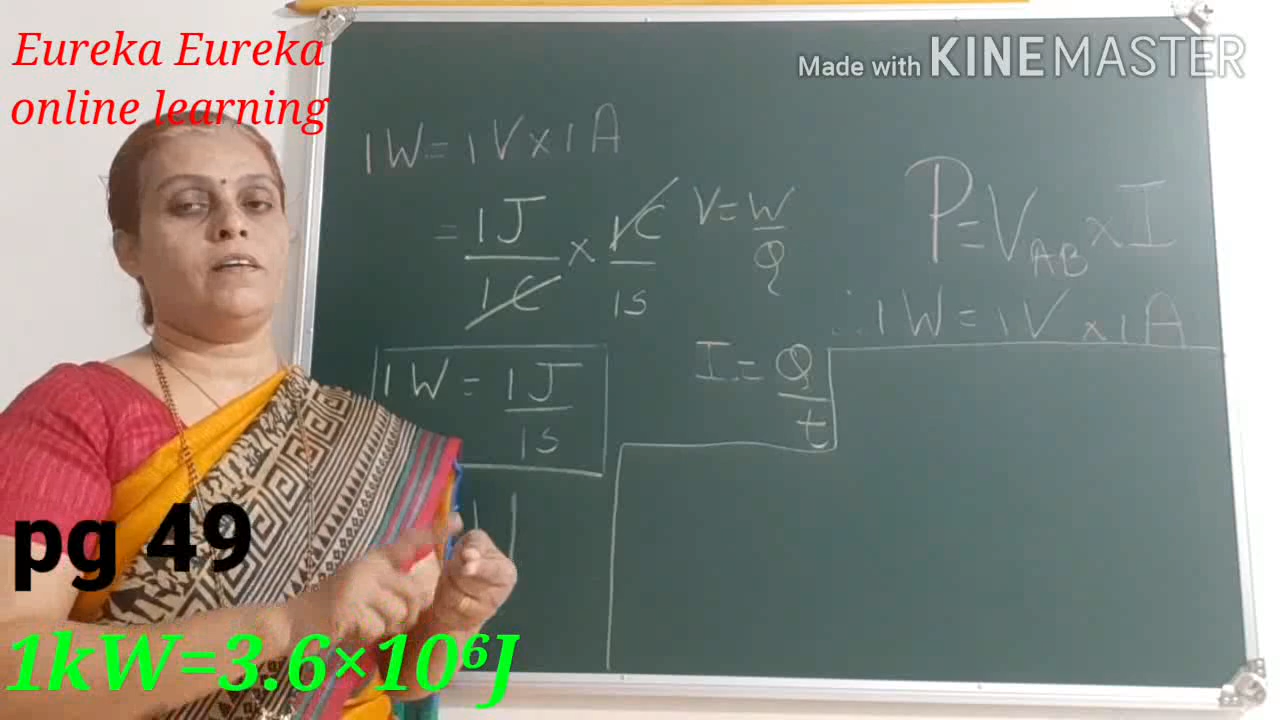 Eureka Eureka
online learning
Made with KINEMASTER
1W = 1V × 1A
= 1J/1C × 1C/1s
1W = 1J/1s
V = W/Q
I = Q/t
P = V_AB × I
∴ 1W = 1V × 1A
pg 49
1kW=3.6×10⁶J